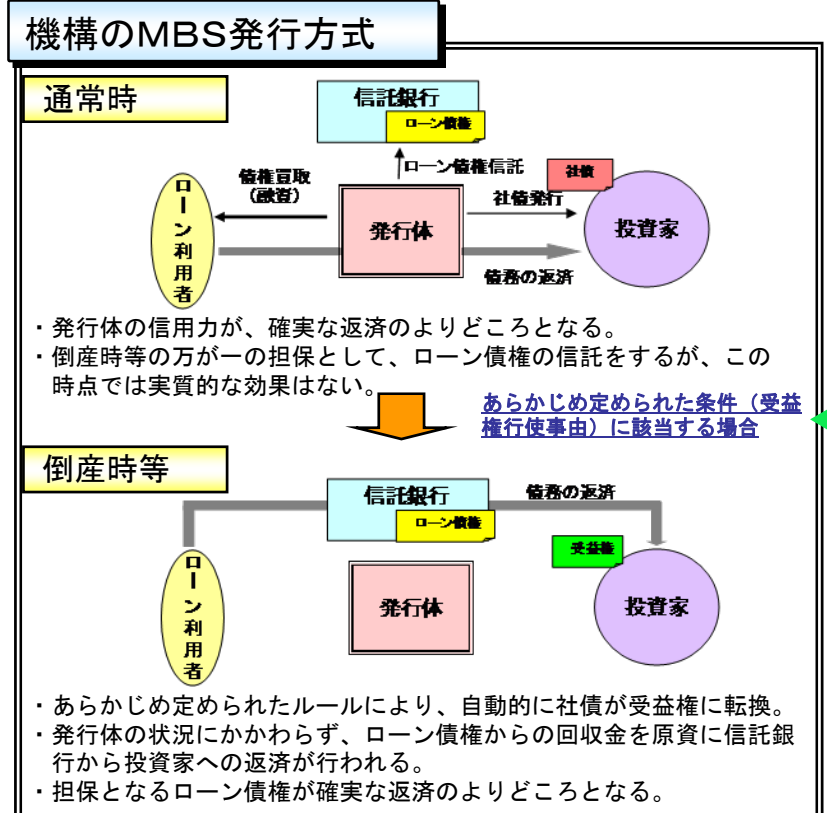 機構のMBS発行方式
通常時
信託銀行
ローン債権
ローン債権信託
債権買取
(融資)
社債
社債発行
ローン利用者
発行体
投資家
債務の返済
・発行体の信用力が、確実な返済のよりどころとなる。
・倒産時等の万が一の担保として、ローン債権の信託をするが、この
時点では実質的な効果はない。
あらかじめ定められた条件(受益
権行使事由)に該当する場合
倒産時等
信託銀行
ローン債権
債務の返済
受益権
ローン利用者
発行体
投資家
・あらかじめ定められたルールにより、自動的に社債が受益権に転換。
・発行体の状況にかかわらず、ローン債権からの回収金を原資に信託銀
行から投資家への返済が行われる。
・担保となるローン債権が確実な返済のよりどころとなる。